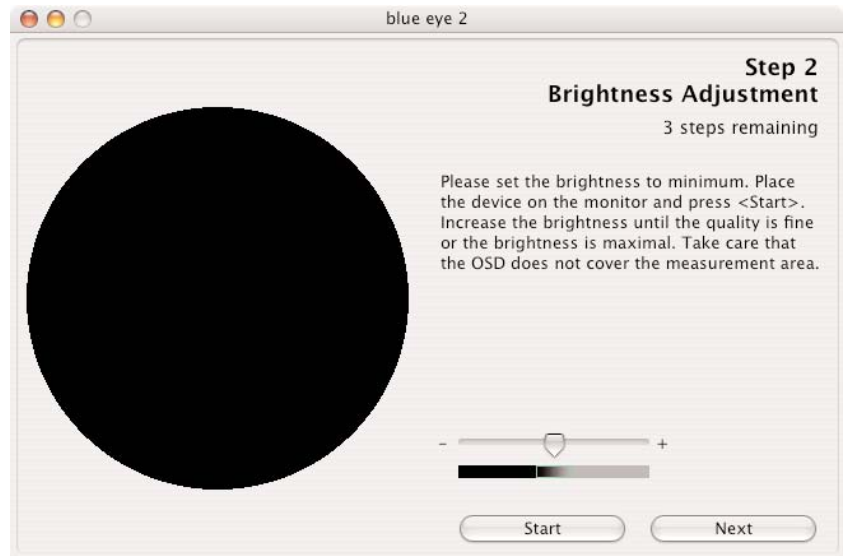 blue eye 2
Step 2
Brightness Adjustment
3 steps remaining
Please set the brightness to minimum. Place
the device on the monitor and press <Start>.
Increase the brightness until the quality is fine
or the brightness is maximal. Take care that
the OSD does not cover the measurement area.
- +
Start Next